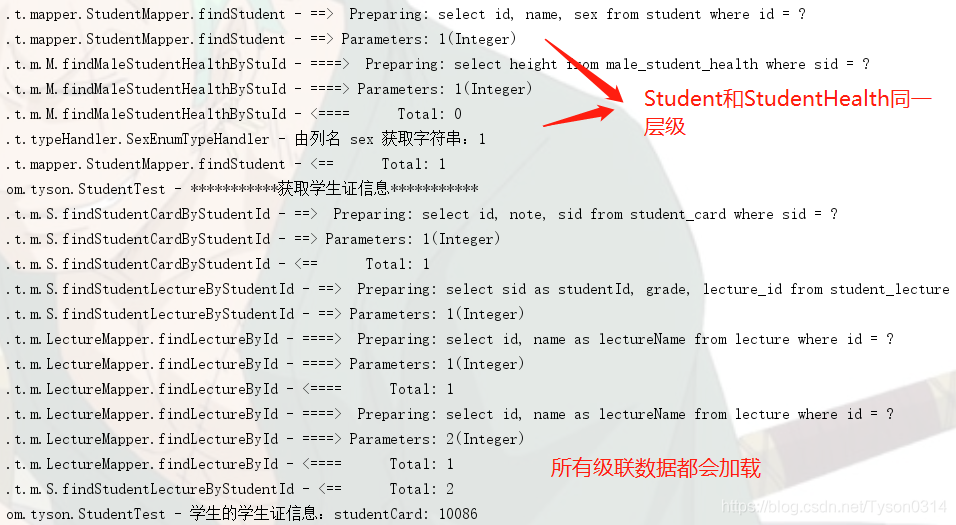 .t.mapper.StudentMapper.findStudent - ==>  Preparing: select id, name, sex from student where id = ?
.t.mapper.StudentMapper.findStudent - ==> Parameters: 1(Integer)
.t.m.M.findMaleStudentHealthByStuId - ====>  Preparing: select height from male_student_health where sid = ?
.t.m.M.findMaleStudentHealthByStuId - ====> Parameters: 1(Integer)
.t.m.M.findMaleStudentHealthByStuId - <====      Total: 0
Student和StudentHealth同一
层级
.t.typeHandler.SexEnumTypeHandler - 由列名 sex 获取字符串：1
.t.mapper.StudentMapper.findStudent - <==      Total: 1
om.tyson.StudentTest - ***********获取学生证信息***********
.t.m.S.findStudentCardByStudentId - ==>  Preparing: select id, note, sid from student_card where sid = ?
.t.m.S.findStudentCardByStudentId - ==> Parameters: 1(Integer)
.t.m.S.findStudentCardByStudentId - <==      Total: 1
.t.m.S.findStudentLectureByStudentId - ==>  Preparing: select sid as studentId, grade, lecture_id from student_lecture
.t.m.S.findStudentLectureByStudentId - ==> Parameters: 1(Integer)
.t.m.LectureMapper.findLectureById - ====>  Preparing: select id, name as lectureName from lecture where id = ?
.t.m.LectureMapper.findLectureById - ====> Parameters: 1(Integer)
.t.m.LectureMapper.findLectureById - <====      Total: 1
.t.m.LectureMapper.findLectureById - ====>  Preparing: select id, name as lectureName from lecture where id = ?
.t.m.LectureMapper.findLectureById - ====> Parameters: 2(Integer)
.t.m.LectureMapper.findLectureById - <====      Total: 1
所有级联数据都会加载
.t.m.S.findStudentLectureByStudentId - <==      Total: 2
om.tyson.StudentTest - 学生的学生证信息：studentCard: 10086
https://blog.csdn.net/Tyson0314